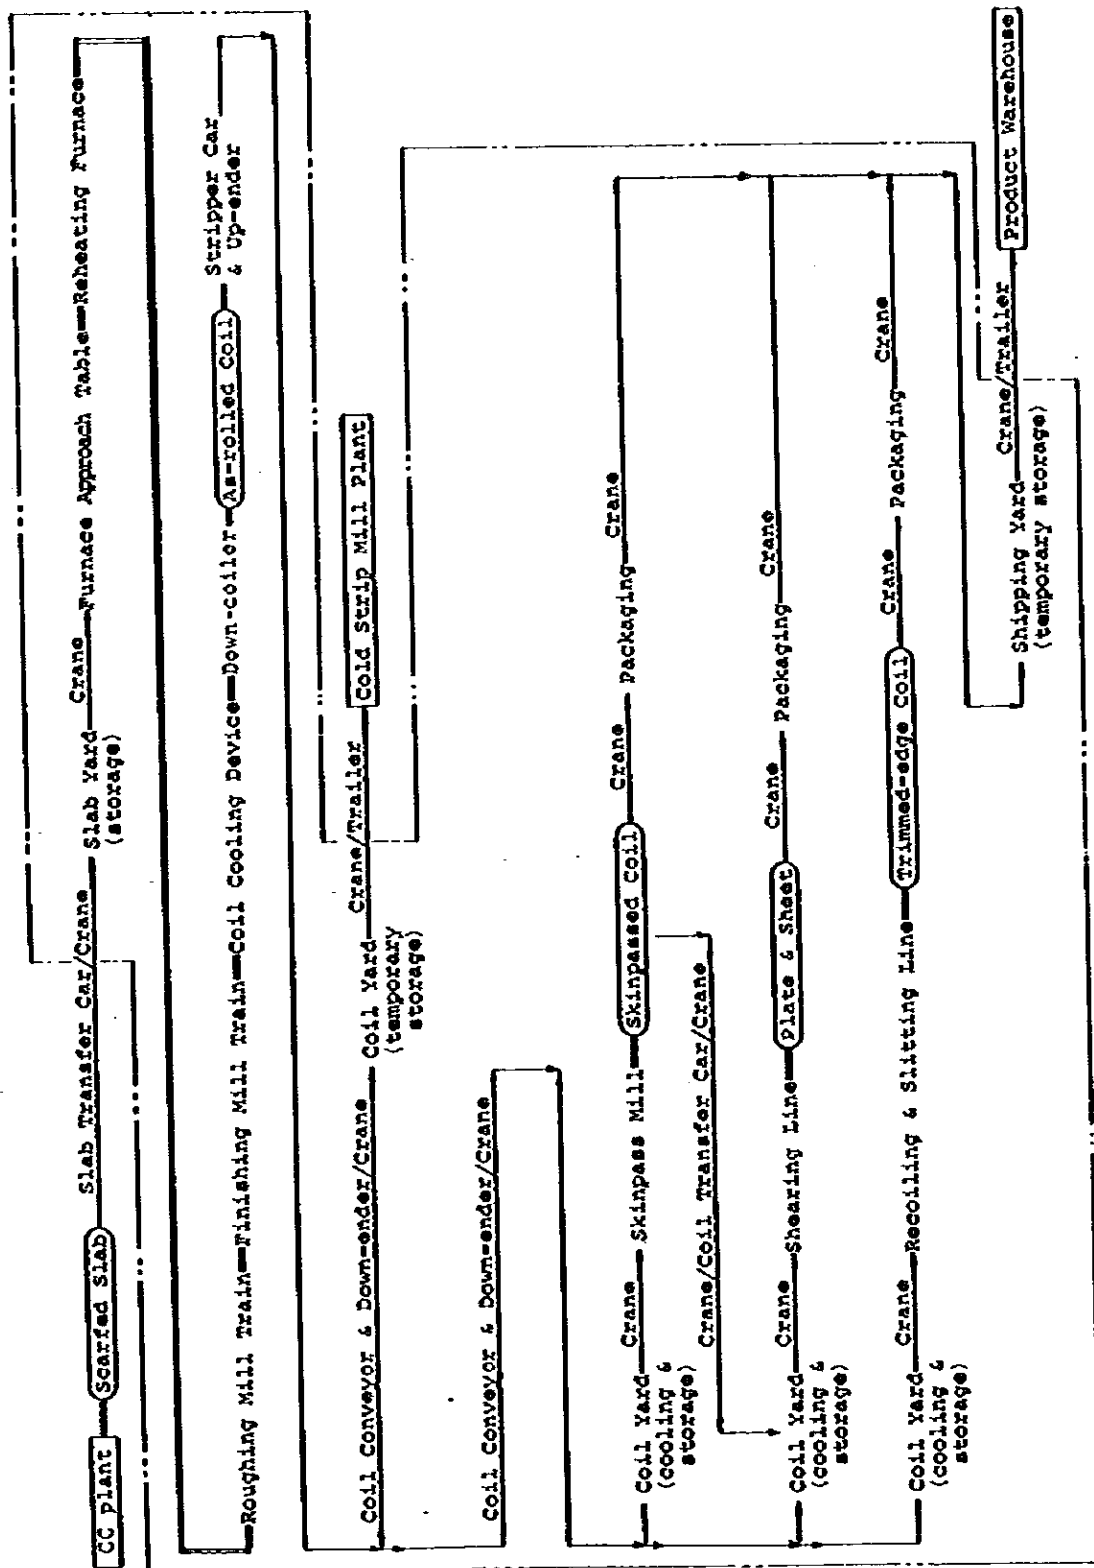 CC plant
Scarfed Slab
Slab Transfer Car/Crane
Slab Yard
(storage)
Crane
Furnace Approach Table
Reheating Furnace
Roughing Mill Train
Finishing Mill Train
Coil Cooling Device
Down-coiler
As-rolled Coil
Stripper Car
& Up-ender
Coil Conveyor & Down-ender/Crane
Coil Yard
(temporary
storage)
Crane/Trailer
Cold Strip Mill Plant
Coil Conveyor & Down-ender/Crane
Coil Yard
(cooling &
storage)
Crane
Skinpass Mill
Skinpassed Coil
Crane
Packaging
Crane
Crane/Coil Transfer Car/Crane
Coil Yard
(cooling &
storage)
Crane
Shearing Line
Plate & Sheet
Crane
Packaging
Crane
Coil Yard
(cooling &
storage)
Crane
Recoiling & Slitting Line
Trimmed-edge Coil
Crane
Packaging
Crane
Shipping Yard
(temporary storage)
Crane/Trailer
Product Warehouse